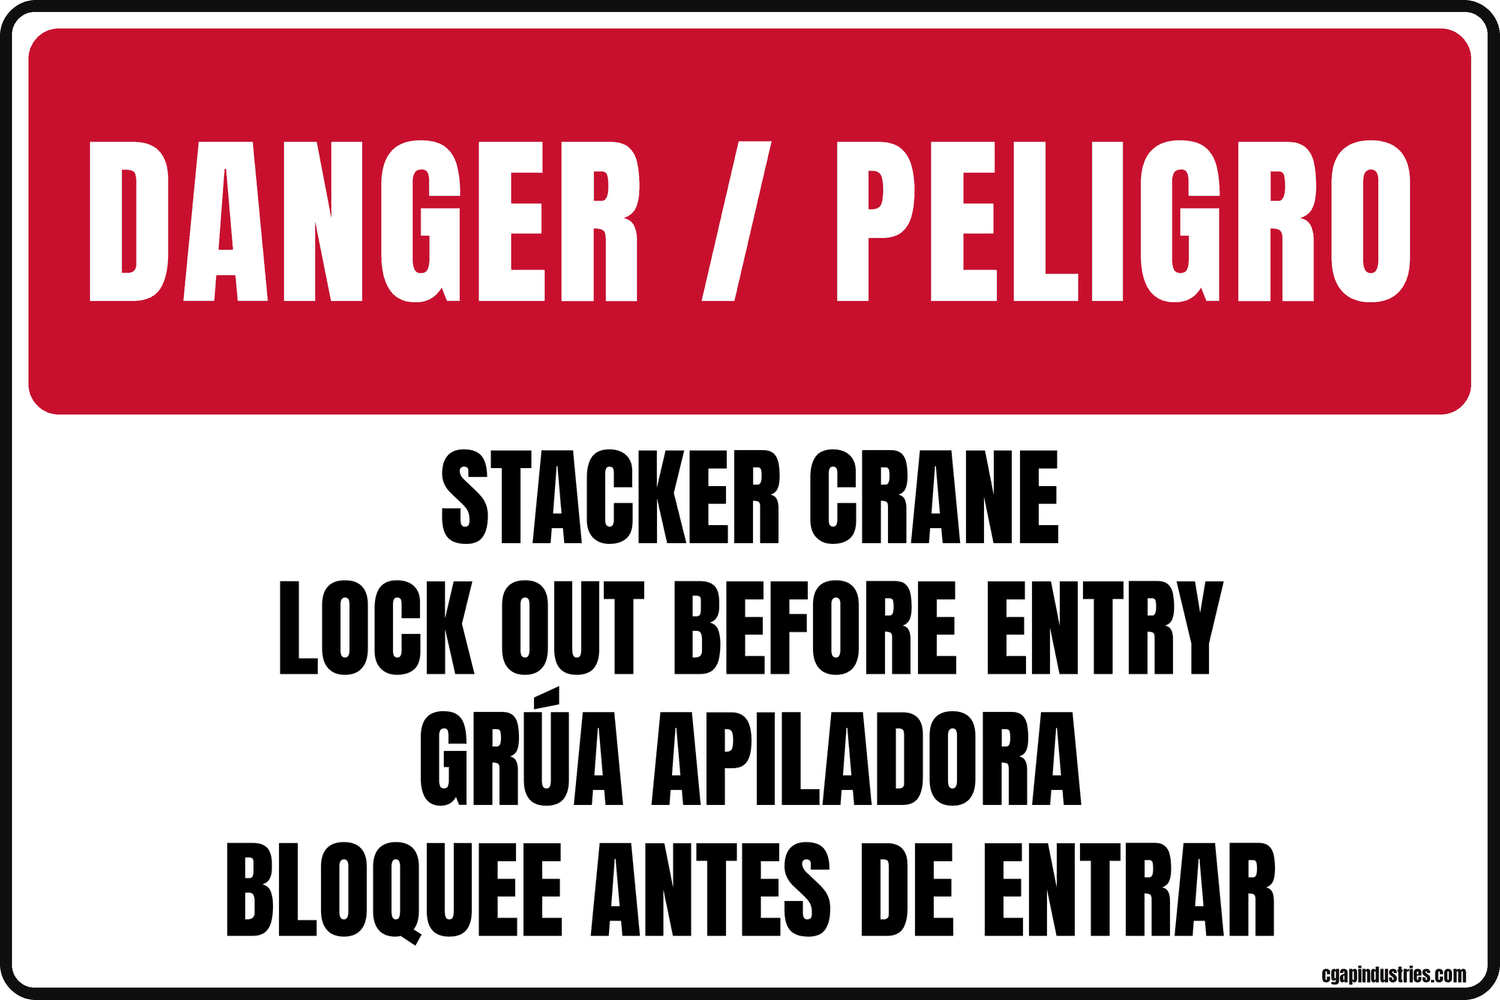 DANGER / PELIGRO
STACKER CRANE
LOCK OUT BEFORE ENTRY
GRÚA APILADORA
BLOQUEE ANTES DE ENTRAR
cgapindustries.com